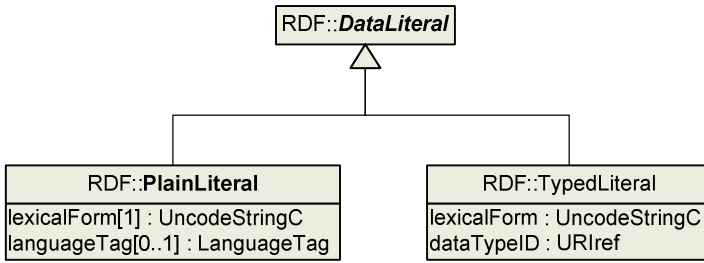 RDF::DataLiteral
RDF::PlainLiteral
lexicalForm[1] : UncodeStringC
languageTag[0..1] : LanguageTag
RDF::TypedLiteral
lexicalForm : UncodeStringC
dataTypeID : URIref